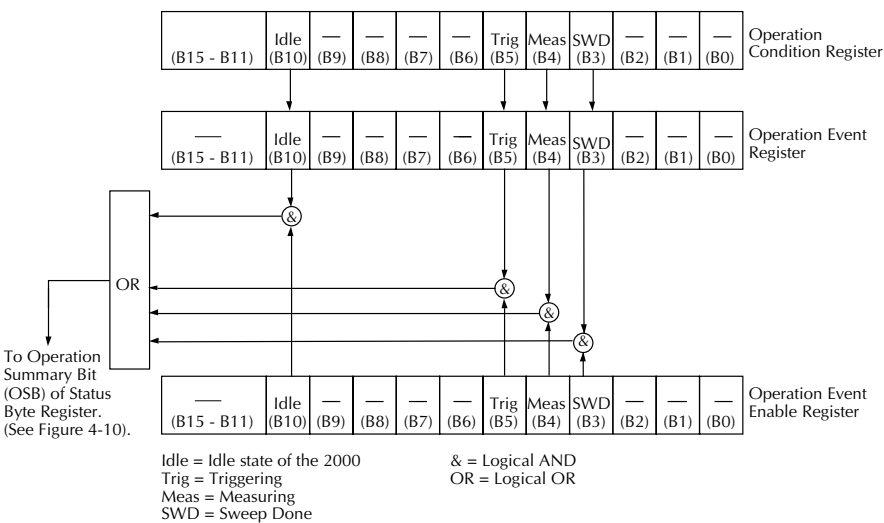 Idle — — — — Trig Meas SWD — — —
(B15 - B11) (B10) (B9) (B8) (B7) (B6) (B5) (B4) (B3) (B2) (B1) (B0)
Operation
Condition Register
— Idle — — — — Trig Meas SWD — — —
(B15 - B11) (B10) (B9) (B8) (B7) (B6) (B5) (B4) (B3) (B2) (B1) (B0)
Operation Event
Register
&
OR
&
&
&
To Operation
Summary Bit
(OSB) of Status
Byte Register.
(See Figure 4-10).
— Idle — — — — Trig Meas SWD — — —
(B15 - B11) (B10) (B9) (B8) (B7) (B6) (B5) (B4) (B3) (B2) (B1) (B0)
Operation Event
Enable Register
Idle = Idle state of the 2000
Trig = Triggering
Meas = Measuring
SWD = Sweep Done
& = Logical AND
OR = Logical OR